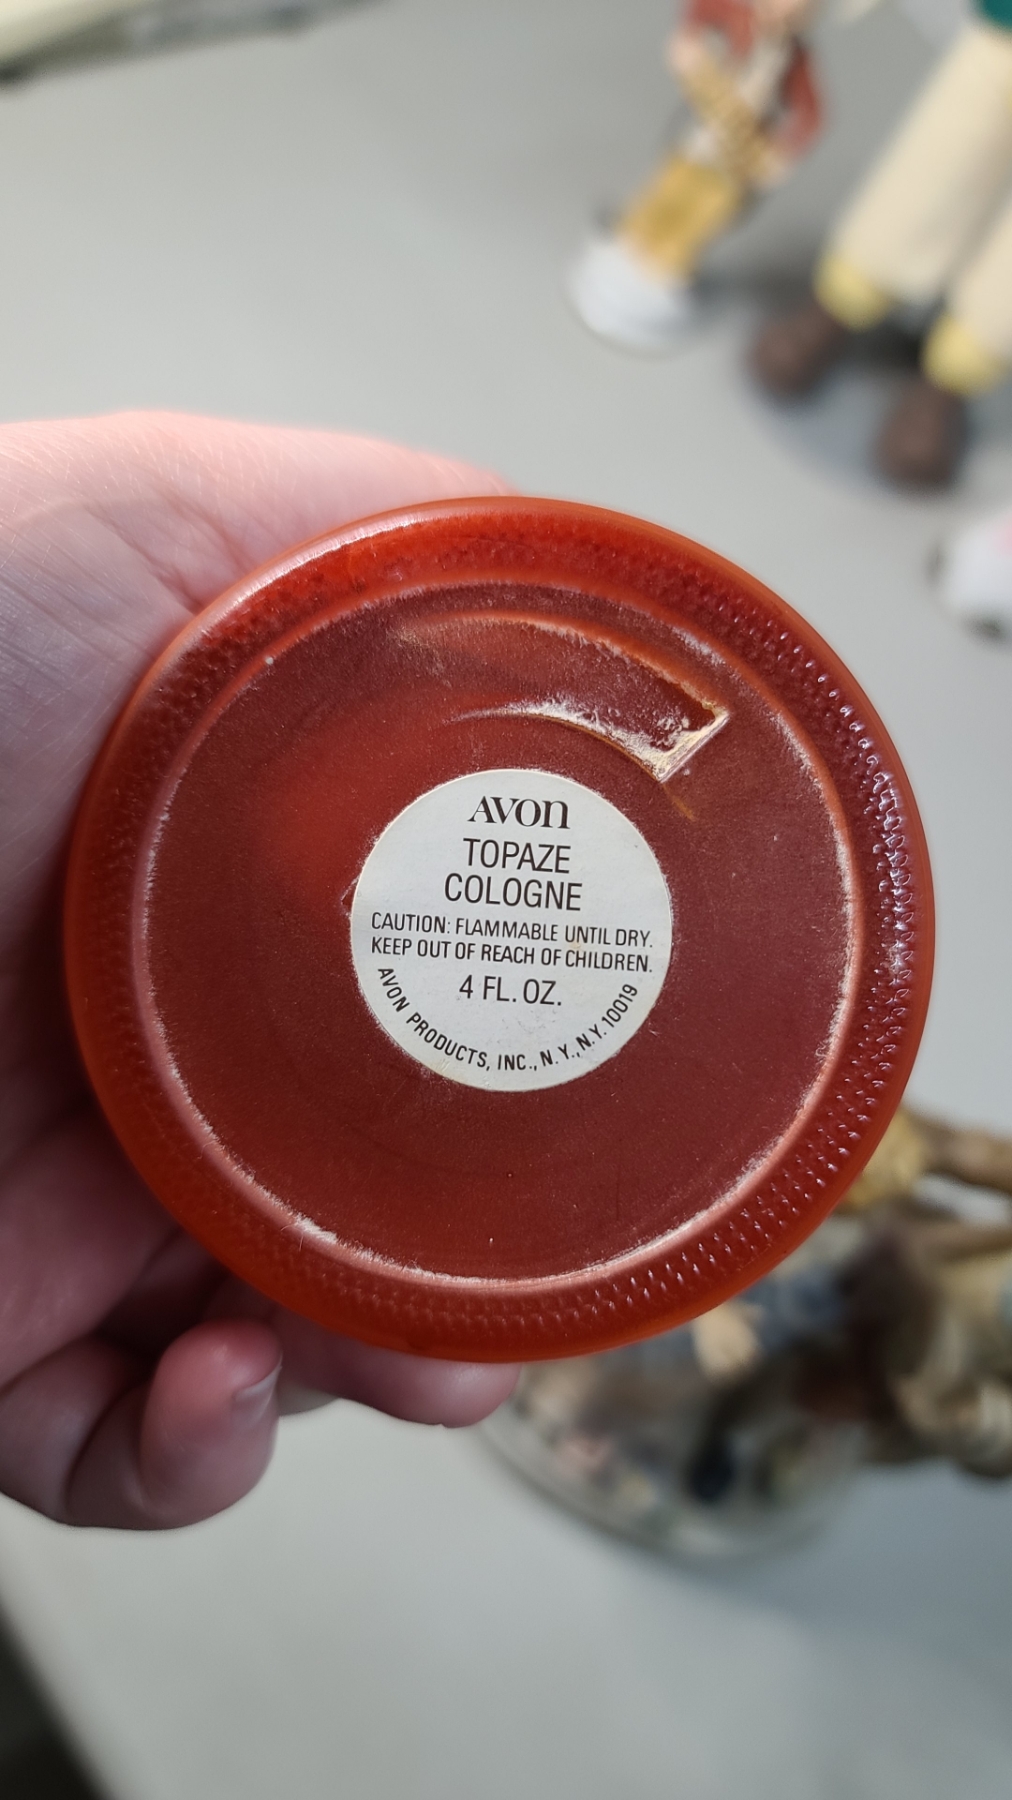 AVON
TOPAZE
COLOGNE
CAUTION: FLAMMABLE UNTIL DRY.
KEEP OUT OF REACH OF CHILDREN.
4 FL. OZ.
AVON PRODUCTS, INC., N.Y., N.Y. 10019